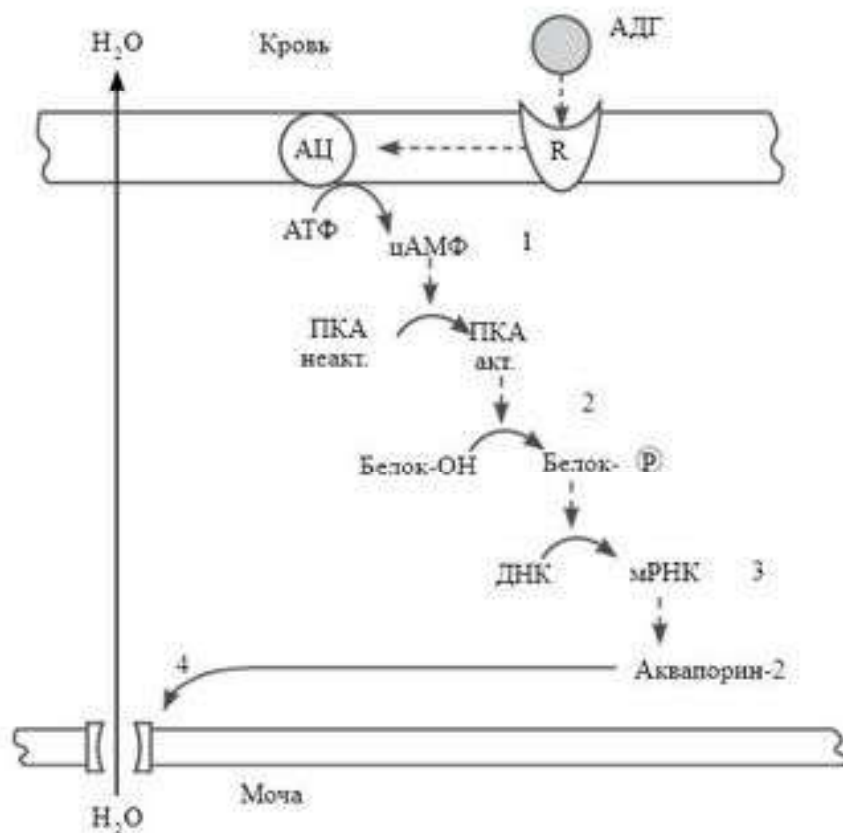 H₂O
Кровь
АДГ
АЦ
R
АТФ
цАМФ
1
ПКА
неакт.
ПКА
акт.
2
Белок-ОН
Белок- P
ДНК
мРНК
3
4
Аквапорин-2
Моча
H₂O